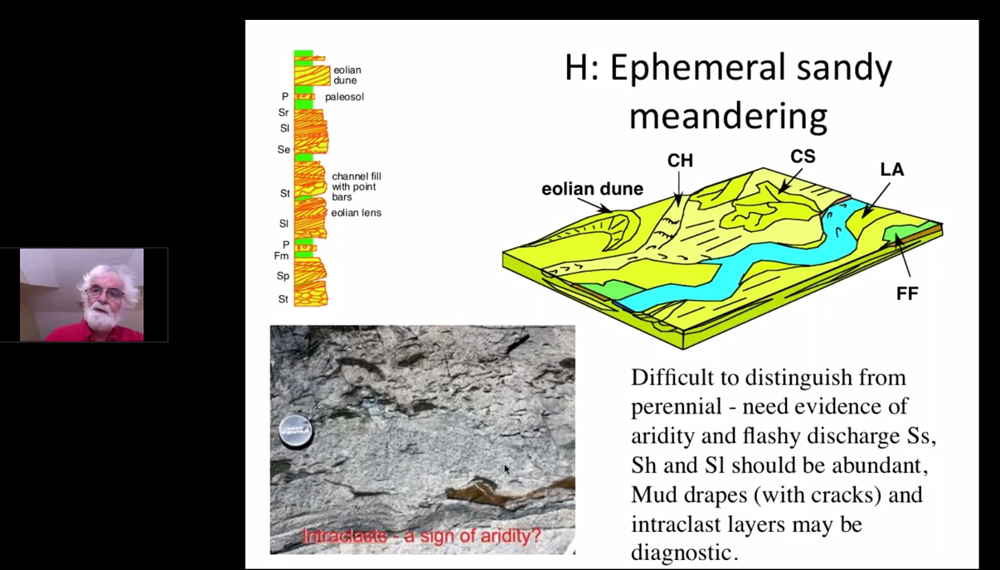 H: Ephemeral sandy
meandering
eolian
dune
P
paleosol
Sr
Sl
Se
channel fill
with point
bars
St
eolian lens
Sl
P
Fm
Sp
St
eolian dune
CH
CS
LA
FF
Intraclasts - a sign of aridity?
Difficult to distinguish from
perennial - need evidence of
aridity and flashy discharge Ss,
Sh and Sl should be abundant,
Mud drapes (with cracks) and
intraclast layers may be
diagnostic.